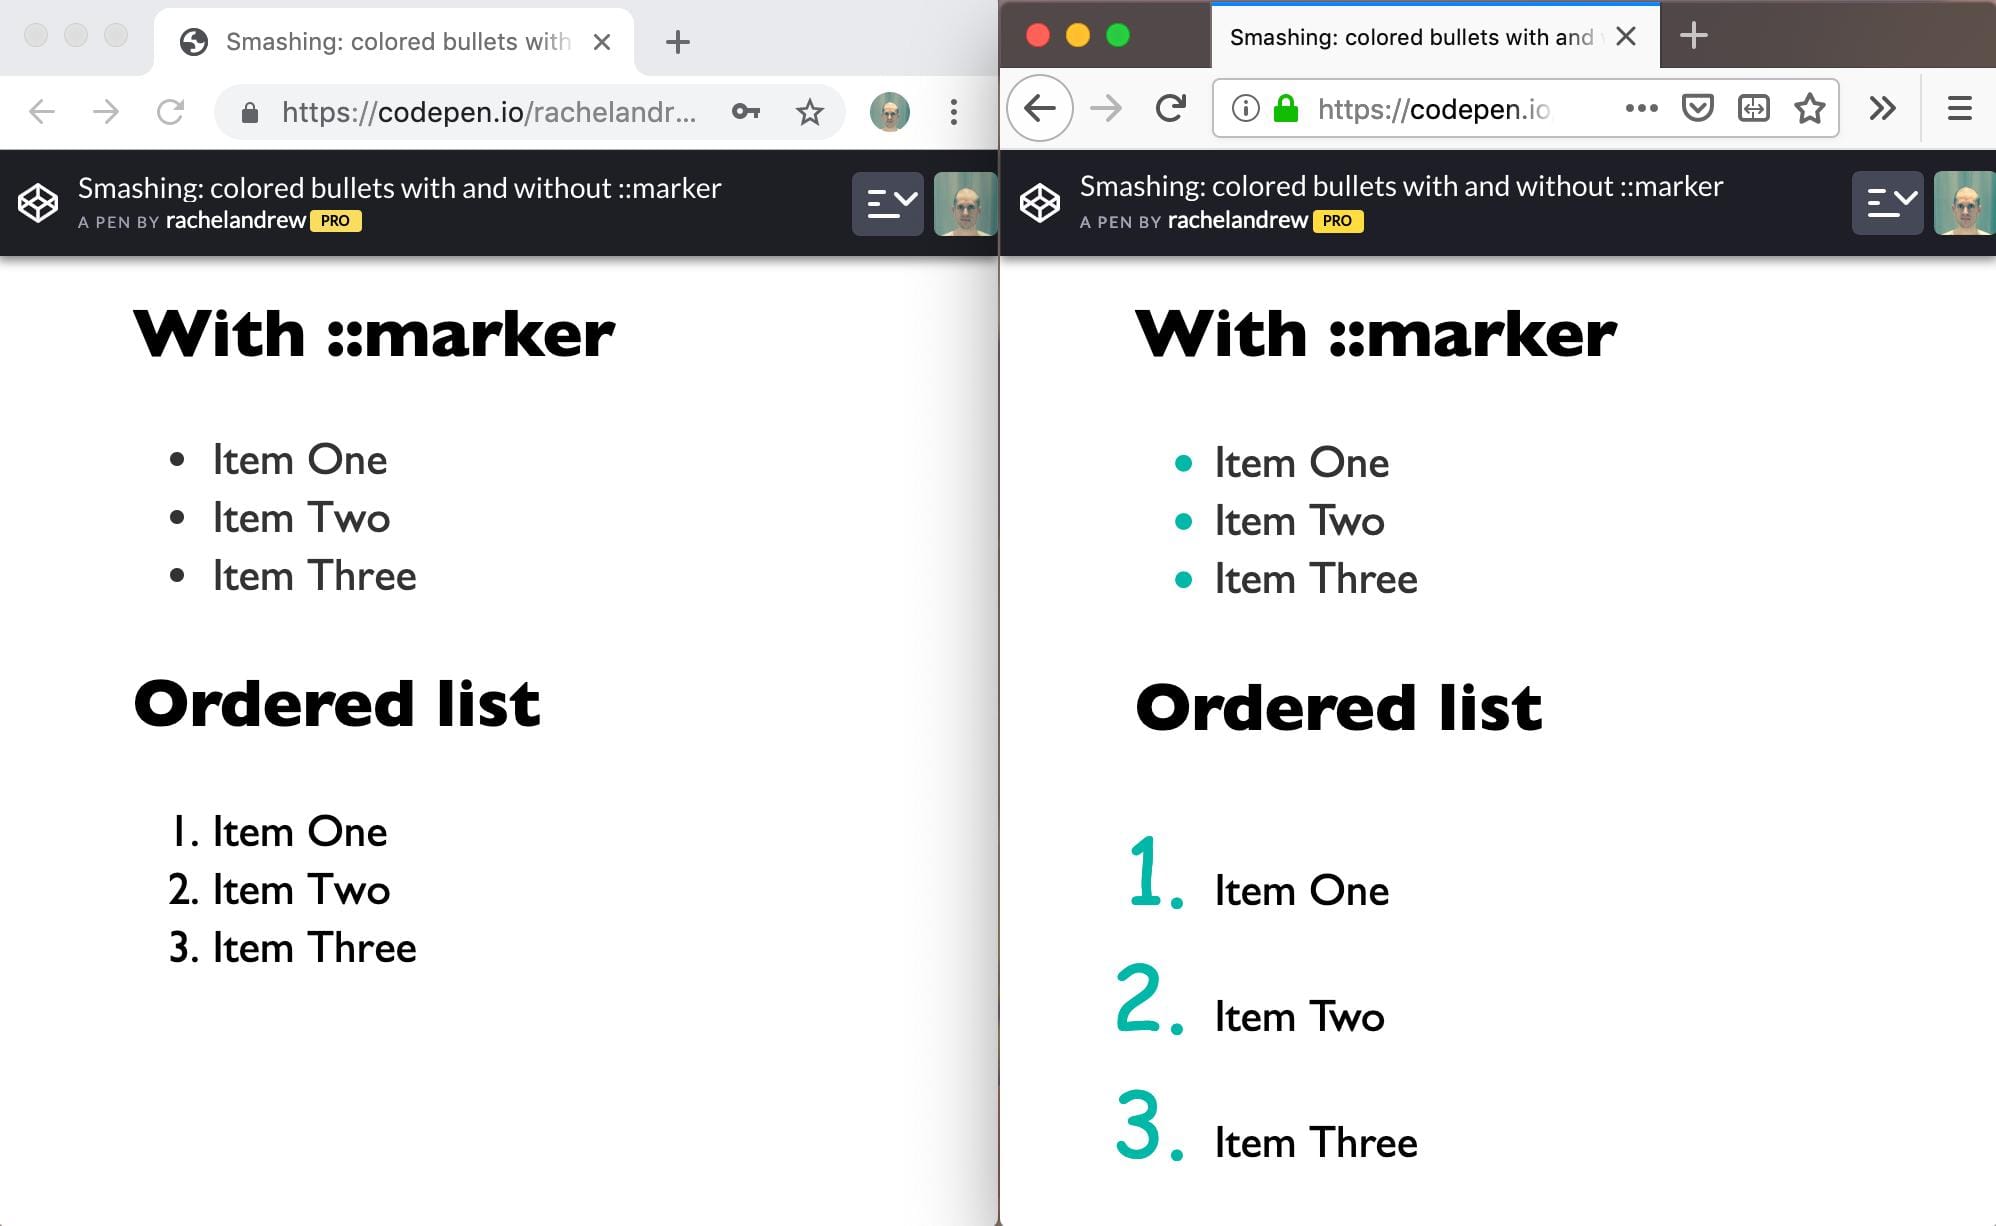 Smashing: colored bullets with
https://codepen.io/rachelandr...
Smashing: colored bullets with and without ::marker
A PEN BY rachelandrew PRO
With ::marker
• Item One
• Item Two
• Item Three
Ordered list
1. Item One
2. Item Two
3. Item Three
Smashing: colored bullets with and
https://codepen.io
Smashing: colored bullets with and without ::marker
A PEN BY rachelandrew PRO
With ::marker
• Item One
• Item Two
• Item Three
Ordered list
1. Item One
2. Item Two
3. Item Three